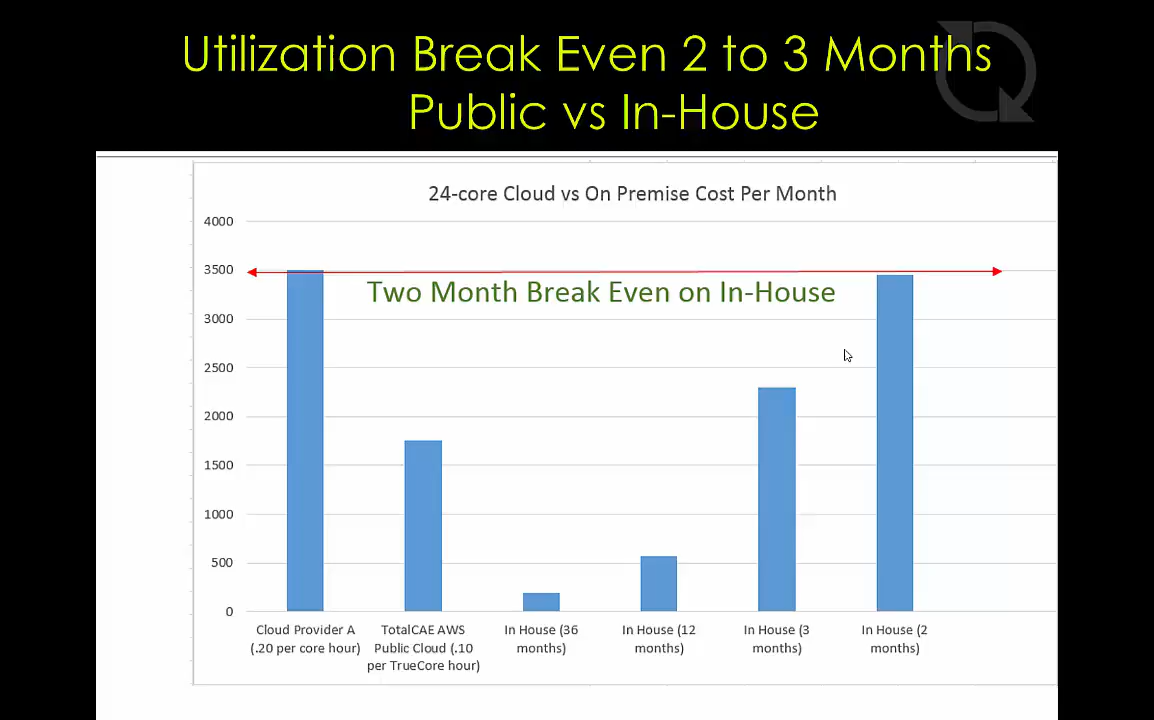 Utilization Break Even 2 to 3 Months
Public vs In-House
24-core Cloud vs On Premise Cost Per Month
4000
3500
Two Month Break Even on In-House
3000
2500
2000
1500
1000
500
0
Cloud Provider A
(.20 per core hour)
TotalCAE AWS
Public Cloud (.10
per TrueCore hour)
In House (36
months)
In House (12
months)
In House (3
months)
In House (2
months)